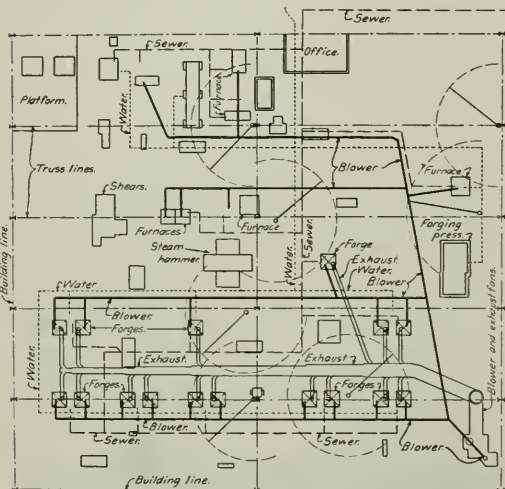 Sewer.
Office.
Sewer.
Platform.
Water.
Furnace.
Truss lines.
Blower
Furnace
Shears.
Furnaces
Furnace
Forging
press.
Steam
hammer.
Water.
Sewer.
Forge
Exhaust.
Water.
Blower
Building line.
Water
Blower.
Forges.
Water.
Exhaust.
Exhaust
Blower and exhaust fans.
Forges.
Forges
Blower.
Sewer.
Sewer.
Blower.
Building line.